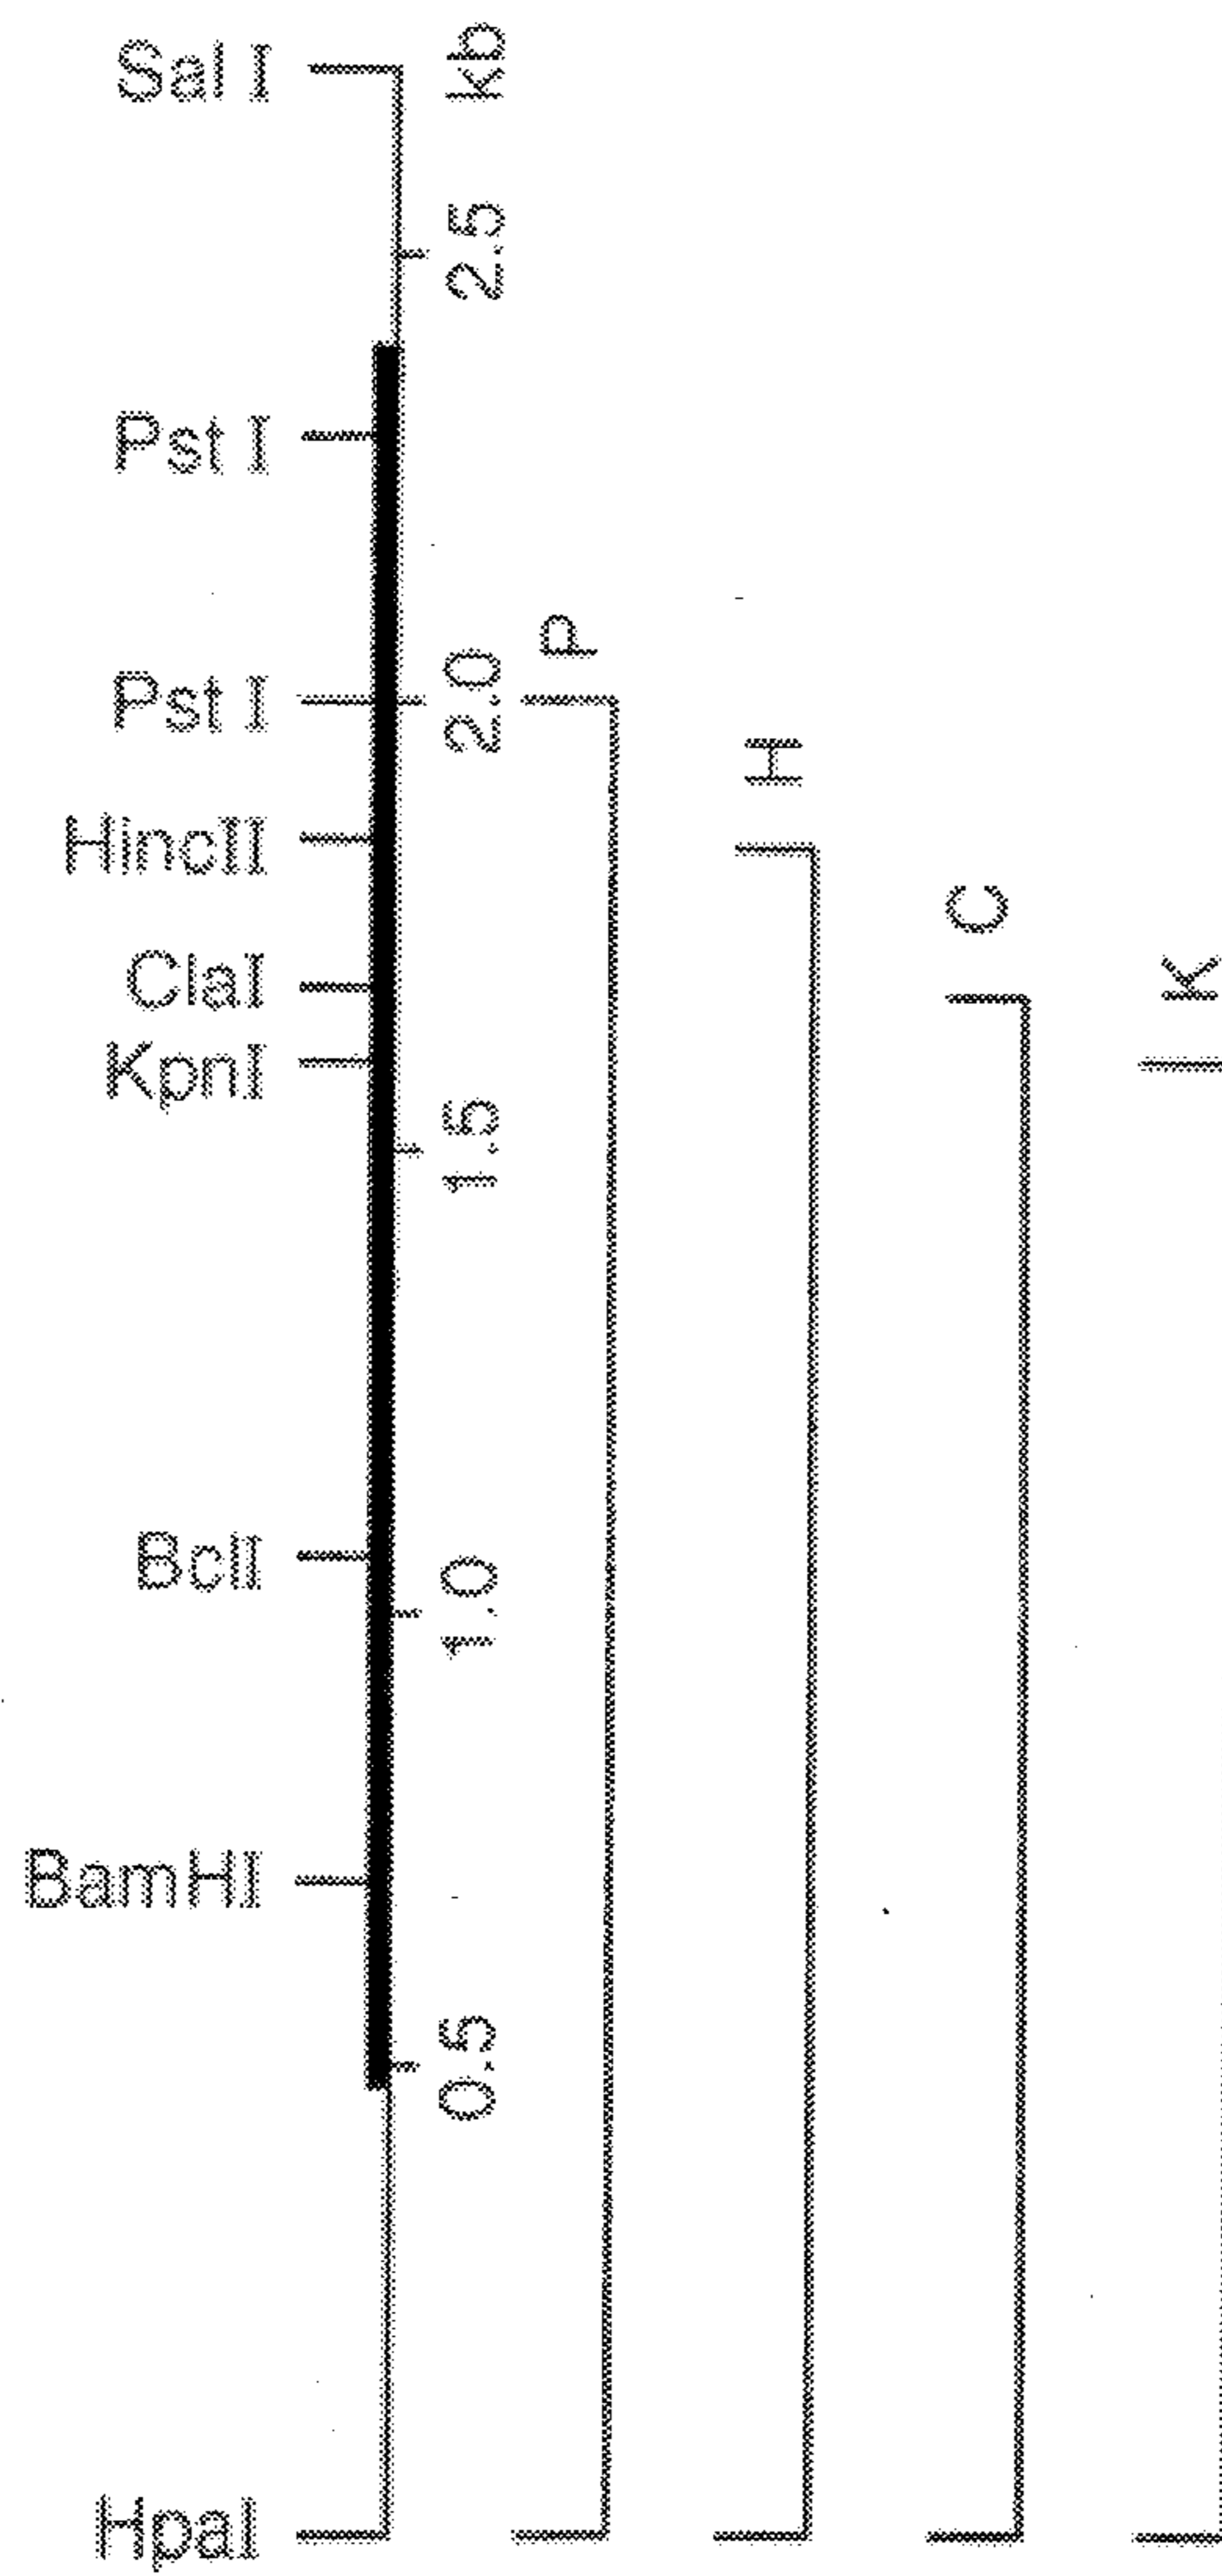 HpaI
BamHI
BclI
KpnI
ClaI
HincII
Pst I
Pst I
Sal I
0.5
1.0
1.5
2.0
2.5
kb
P
H
C
K